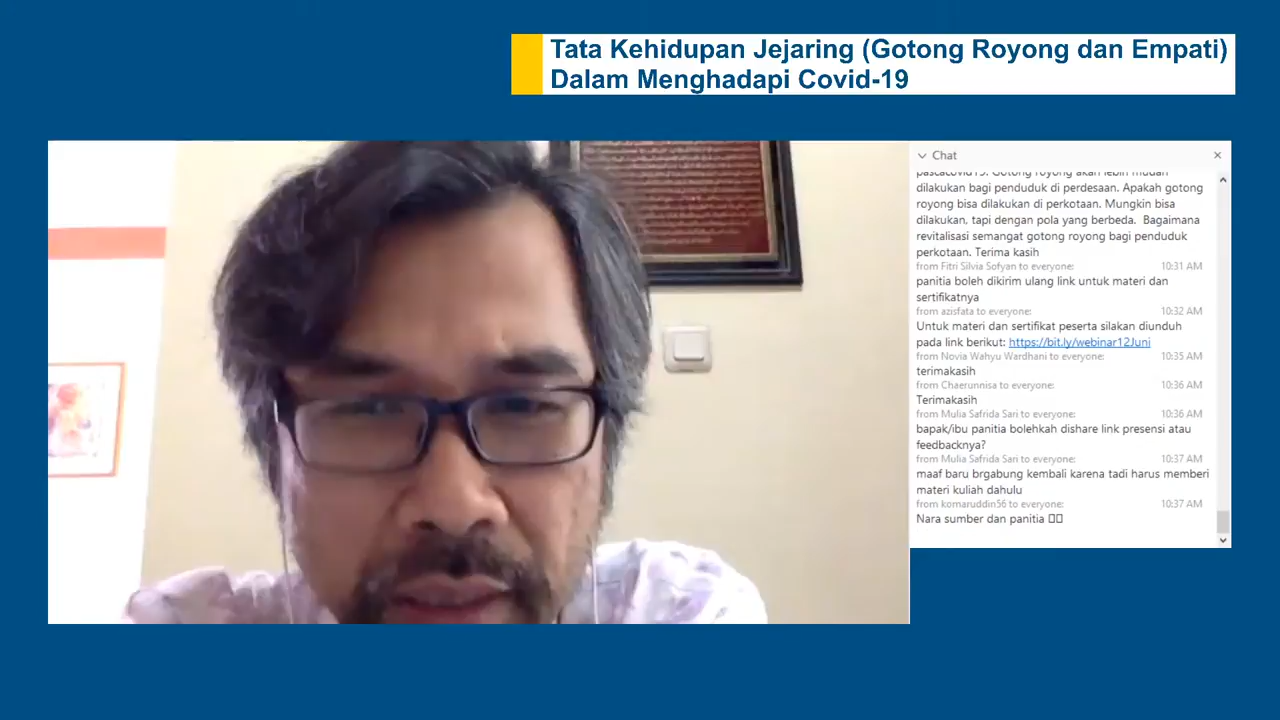 Tata Kehidupan Jejaring (Gotong Royong dan Empati)
Dalam Menghadapi Covid-19
Chat
pascacovid19. Gotong royong akan lebih mudah
dilakukan bagi penduduk di perdesaan. Apakah gotong
royong bisa dilakukan di perkotaan. Mungkin bisa
dilakukan, tapi dengan pola yang berbeda. Bagaimana
revitalisasi semangat gotong royong bagi penduduk
perkotaan. Terima kasih
from Fitri Silvia Sofyan to everyone: 10:31 AM
panitia boleh dikirim ulang link untuk materi dan
sertifikatnya
from azisfata to everyone: 10:32 AM
Untuk materi dan sertifikat peserta silakan diunduh
pada link berikut: https://bit.ly/webinar12Juni
from Novia Wahyu Wardhani to everyone: 10:35 AM
terimakasih
from Chaerunnisa to everyone: 10:36 AM
Terimakasih
from Mulia Safrida Sari to everyone: 10:36 AM
bapak/ibu panitia bolehkah dishare link presensi atau
feedbacknya?
from Mulia Safrida Sari to everyone: 10:37 AM
maaf baru brgabung kembali karena tadi harus memberi
materi kuliah dahulu
from komaruddin56 to everyone: 10:37 AM
Nara sumber dan panitia